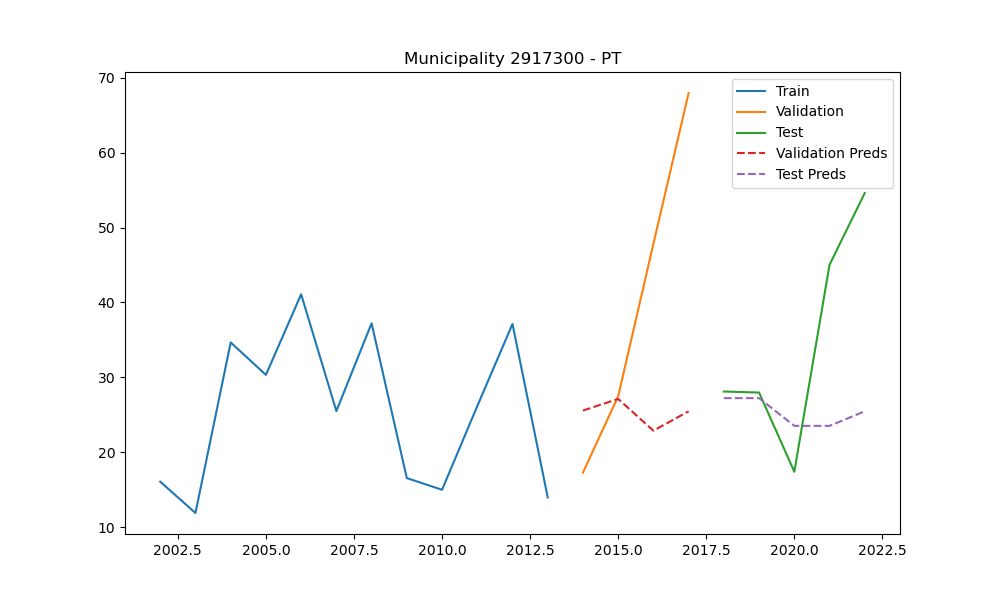 Municipality 2917300 - PT
70
60
50
40
30
20
10
Train
Validation
Test
Validation Preds
Test Preds
2002.5 2005.0 2007.5 2010.0 2012.5 2015.0 2017.5 2020.0 2022.5